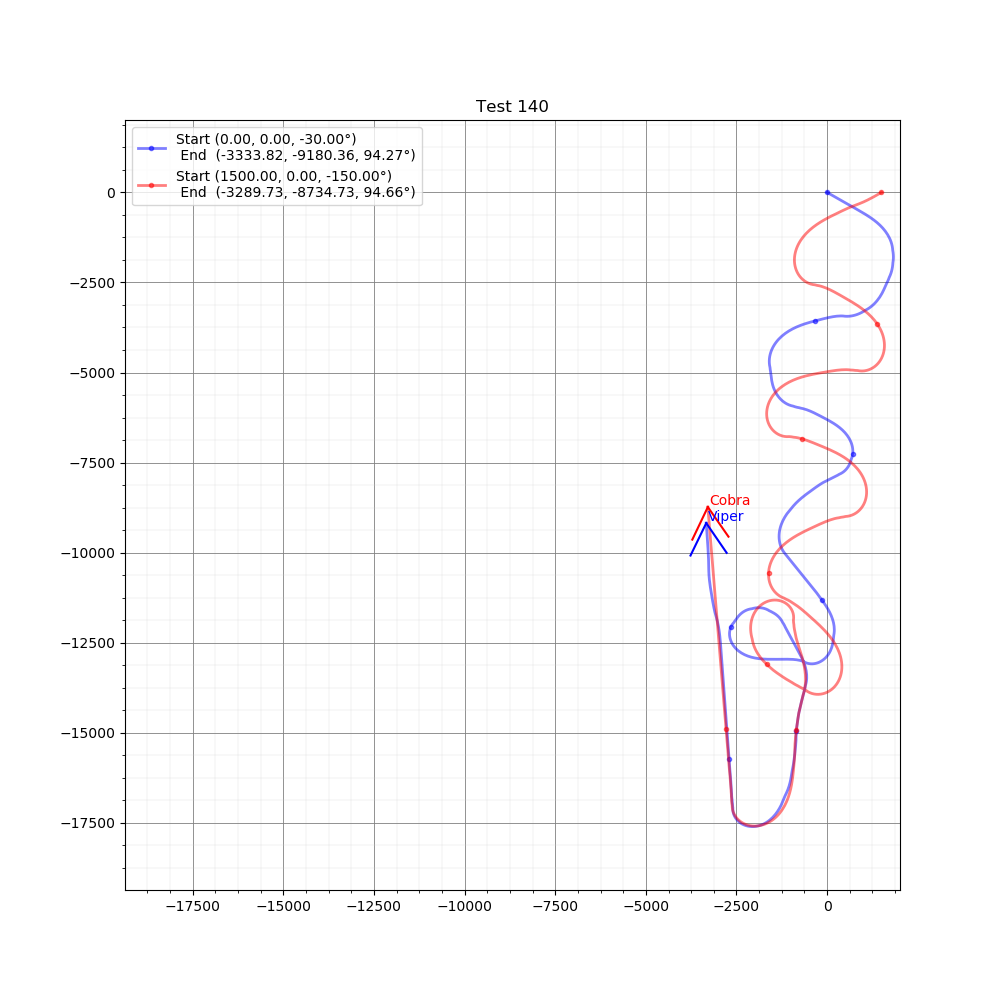 Test 140
Start (0.00, 0.00, -30.00°)
End (-3333.82, -9180.36, 94.27°)
Start (1500.00, 0.00, -150.00°)
End (-3289.73, -8734.73, 94.66°)
0
−2500
−5000
−7500
−10000
−12500
−15000
−17500
Cobra
Viper
−17500 −15000 −12500 −10000 −7500 −5000 −2500 0